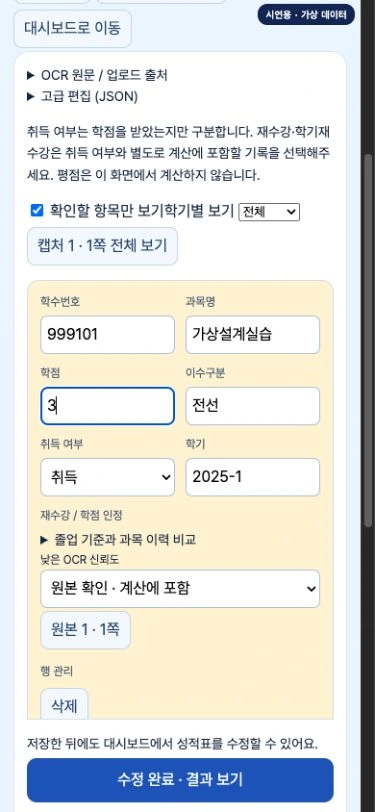 시연용 · 가상 데이터
대시보드로 이동
▶ OCR 원문 / 업로드 출처
▶ 고급 편집 (JSON)
취득 여부는 학점을 받았는지만 구분합니다. 재수강·학기재
수강은 취득 여부와 별도로 계산에 포함할 기록을 선택해주
세요. 평점은 이 화면에서 계산하지 않습니다.
확인할 항목만 보기학기별 보기 전체
캡처 1 · 1쪽 전체 보기
학수번호 과목명
999101 가상설계실습
학점 이수구분
3 전선
취득 여부 학기
취득 2025-1
재수강 / 학점 인정
▶ 졸업 기준과 과목 이력 비교
낮은 OCR 신뢰도
원본 확인 · 계산에 포함
원본 1 · 1쪽
행 관리
삭제
저장한 뒤에도 대시보드에서 성적표를 수정할 수 있어요.
수정 완료 · 결과 보기